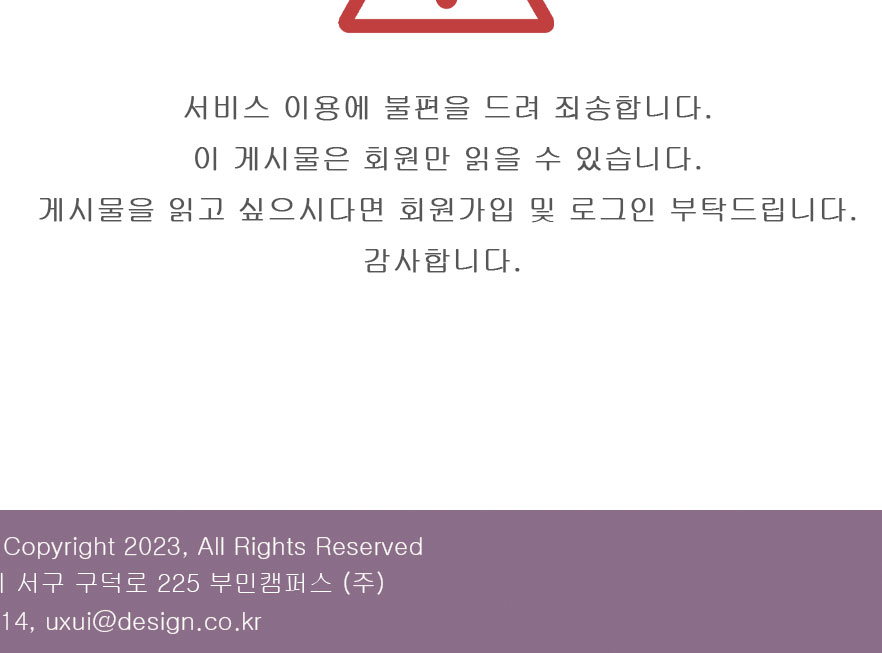 서비스 이용에 불편을 드려 죄송합니다.
이 게시물은 회원만 읽을 수 있습니다.
게시물을 읽고 싶으시다면 회원가입 및 로그인 부탁드립니다.
감사합니다.
Copyright 2023, All Rights Reserved
서구 구덕로 225 부민캠퍼스 (주)
14, uxui@design.co.kr